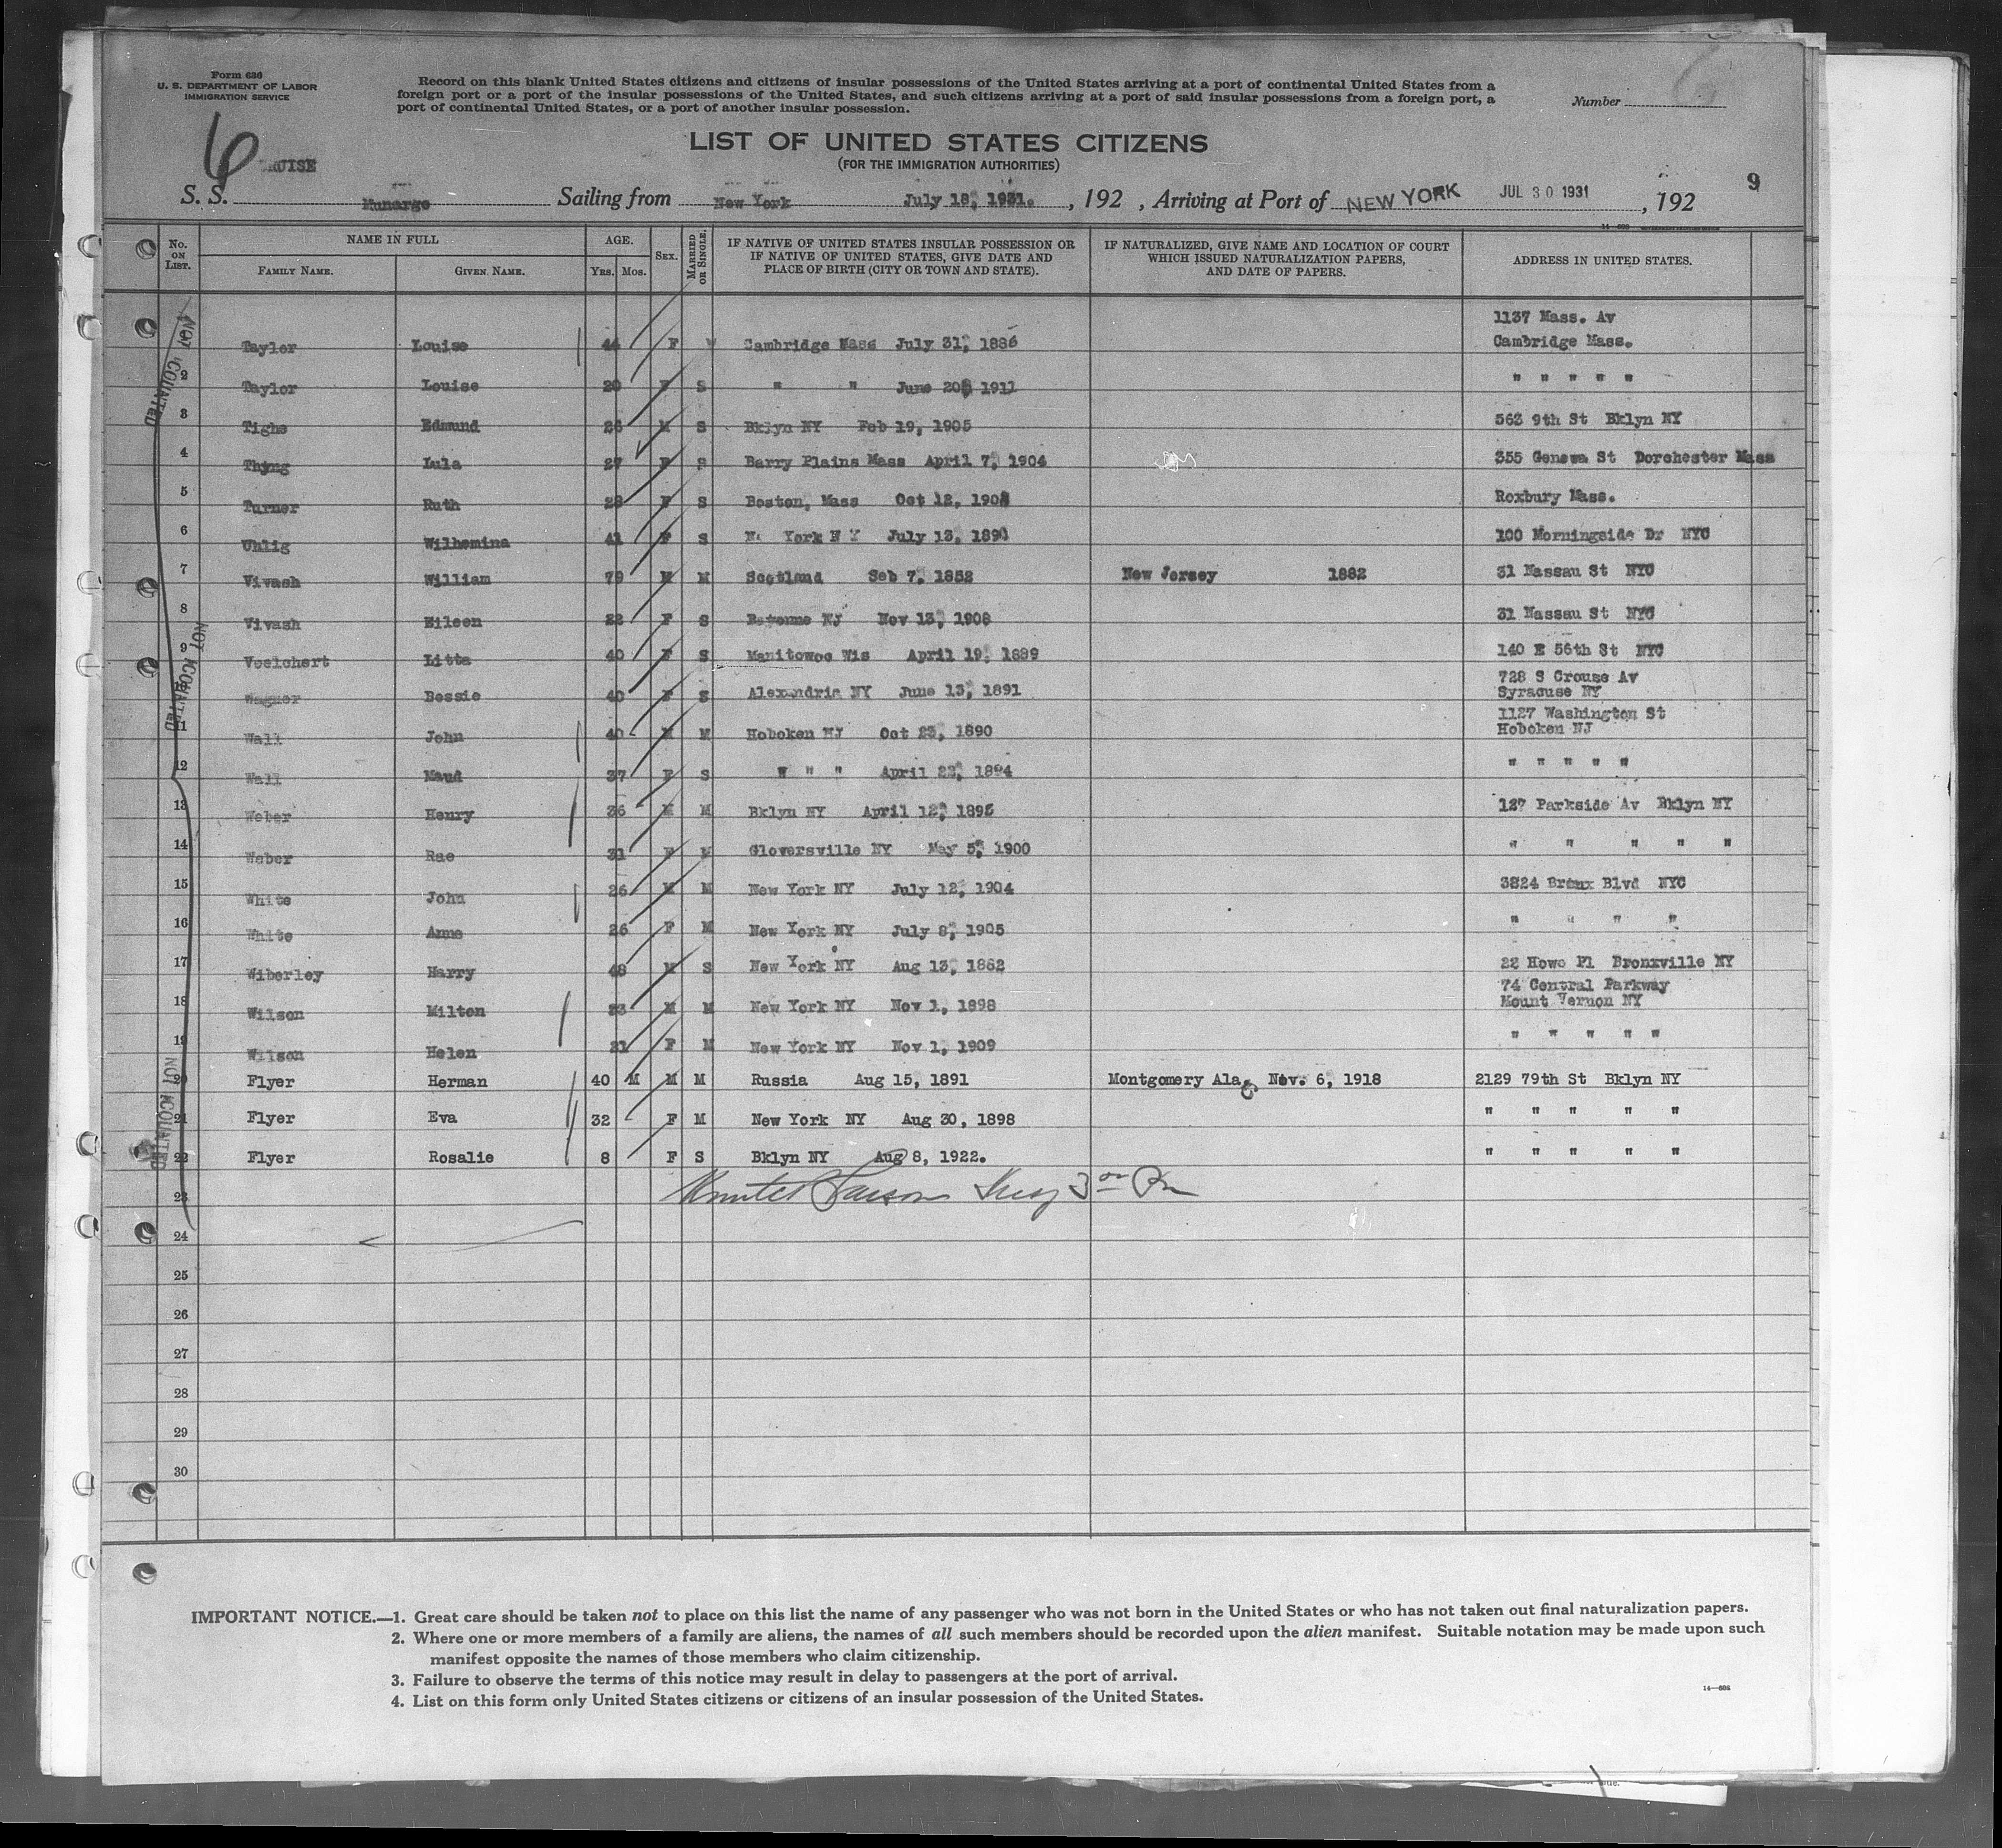 Form 636
U. S. DEPARTMENT OF LABOR
IMMIGRATION SERVICE
Record on this blank United States citizens and citizens of insular possessions of the United States arriving at a port of continental United States from a
foreign port or a port of the insular possessions of the United States, and such citizens arriving at a port of said insular possessions from a foreign port, a
port of continental United States, or a port of another insular possession.
Number
LIST OF UNITED STATES CITIZENS
(FOR THE IMMIGRATION AUTHORITIES)
6
9
S. S. Munargo Sailing from New York July 18, 1931. , 192 , Arriving at Port of NEW YORK JUL 30 1931 , 192
No. ON LIST. NAME IN FULL AGE. SEX. MARRIED OR SINGLE. IF NATIVE OF UNITED STATES INSULAR POSSESSION OR IF NATIVE OF UNITED STATES, GIVE DATE AND PLACE OF BIRTH (CITY OR TOWN AND STATE). IF NATURALIZED, GIVE NAME AND LOCATION OF COURT WHICH ISSUED NATURALIZATION PAPERS, AND DATE OF PAPERS. ADDRESS IN UNITED STATES.
FAMILY NAME. GIVEN NAME. YRS. MOS.
1137 Mass. Av
Taylor Louise 44 F Cambridge Mass July 31, 1886 Cambridge Mass.
2 Taylor Louise 20 F S " " June 20 1911 " " " " "
3 Tighe Edmund 26 M S Bklyn NY Feb 19, 1905 563 9th St Bklyn NY
4 Thyng Lula 27 F S Barry Plains Mass April 7, 1904 355 Geneva St Dorchester Mass
5 Turner Ruth F S Boston, Mass Oct 12, Roxbury Mass.
6 Uhlig Wilhemina 41 F S York N Y July 13, 100 Morningside Dr NYC
7 Vivash William 79 M M Scotland 7, 1852 New Jersey 1882 31 Nassau St NYC
8 Vivash Eileen 22 F S NJ Nov 13, 1908 31 Nassau St NYC
9 Voelchert Litta 40 F S Manitowoc Wis April 19, 1889 140 E 56th St NYC
728 S Crouse Av
Wagner Bessie 40 F S Alexandria NY June 13, 1891 Syracuse NY
1127 Washington St
11 Wall John 40 M M Hoboken NJ Oct 1890 Hoboken NJ
12 Wall Maud 37 F S " " " April 1894 " " " " "
13 Weber Henry 36 M M Bklyn NY April 12, 1895 127 Parkside Av Bklyn NY
14 Weber Rae 31 F M Gloversville NY May 5, 1900 " " " " "
15 White John 26 M M New York NY July 12, 1904 3824 Bronx Blvd NYC
16 White Anne 26 F M New York NY July 8, 1905 " " " "
17 Wiberley Harry 48 M S New York NY Aug 13, 1882 22 Howe Pl Bronxville NY
74 Central Parkway
18 Wilson Milton M M New York NY Nov 1, 1898 Mount Vernon NY
19 Wilson Helen 21 F M New York NY Nov 1, 1909 " " " " "
20 Flyer Herman 40 M M M Russia Aug 15, 1891 Montgomery Ala, Nov. 6, 1918 2129 79th St Bklyn NY
21 Flyer Eva 32 F M New York NY Aug 30, 1898 " " " " "
22 Flyer Rosalie 8 F S Bklyn NY Aug 8, 1922. " " " " "
23
24
25
26
27
28
29
30
NOT COUNTED
NOT COUNTED
NOT COUNTED
IMPORTANT NOTICE.—1. Great care should be taken not to place on this list the name of any passenger who was not born in the United States or who has not taken out final naturalization papers.
2. Where one or more members of a family are aliens, the names of all such members should be recorded upon the alien manifest. Suitable notation may be made upon such
manifest opposite the names of those members who claim citizenship.
3. Failure to observe the terms of this notice may result in delay to passengers at the port of arrival.
4. List on this form only United States citizens or citizens of an insular possession of the United States.